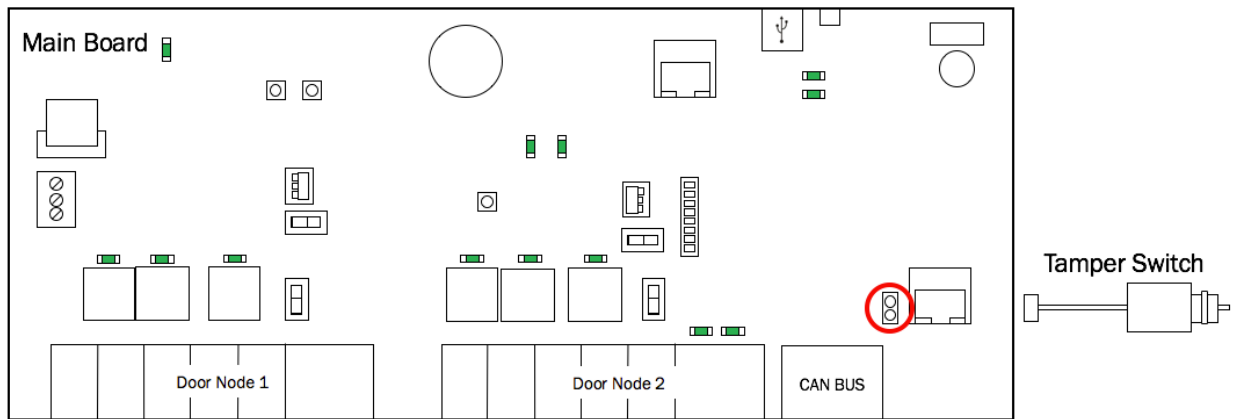 Main Board
Tamper Switch
Door Node 1
Door Node 2
CAN BUS